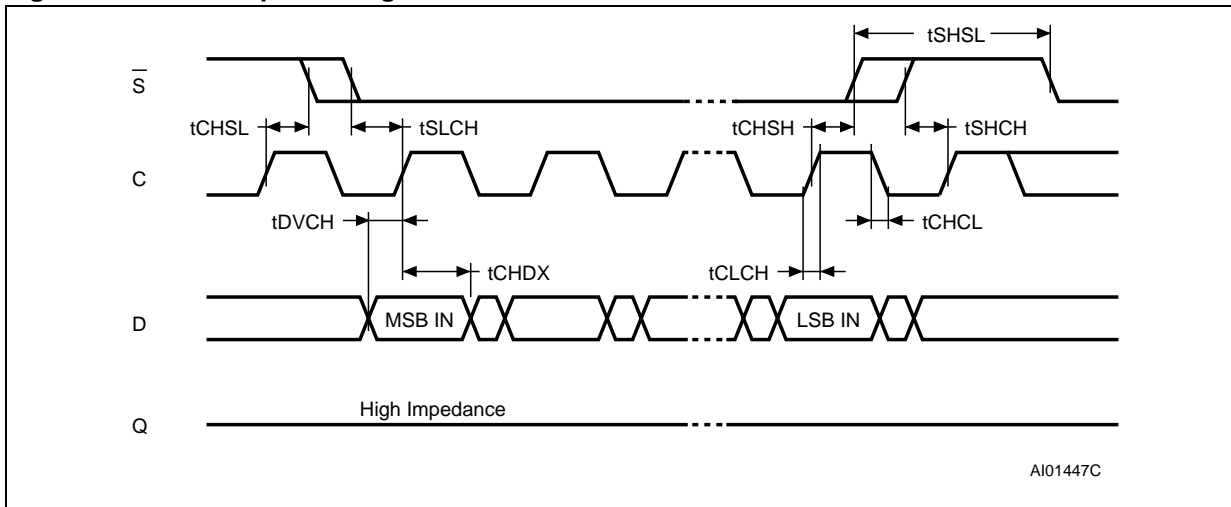 tSHSL
S
tCHSL
tSLCH
tCHSH
tSHCH
C
tDVCH
tCHCL
tCHDX
tCLCH
D
MSB IN
LSB IN
High Impedance
Q
AI01447C